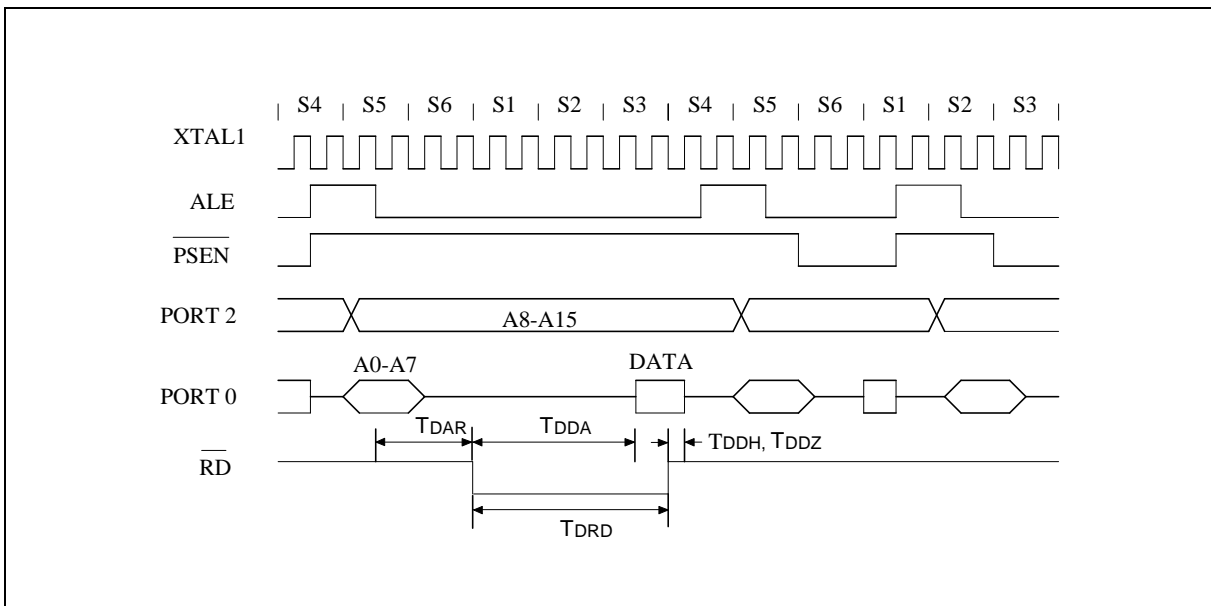 S4 S5 S6 S1 S2 S3 S4 S5 S6 S1 S2 S3
XTAL1
ALE
PSEN
PORT 2
A8-A15
A0-A7
DATA
PORT 0
TDAR
TDDA
TDDH, TDDZ
RD
TDRD